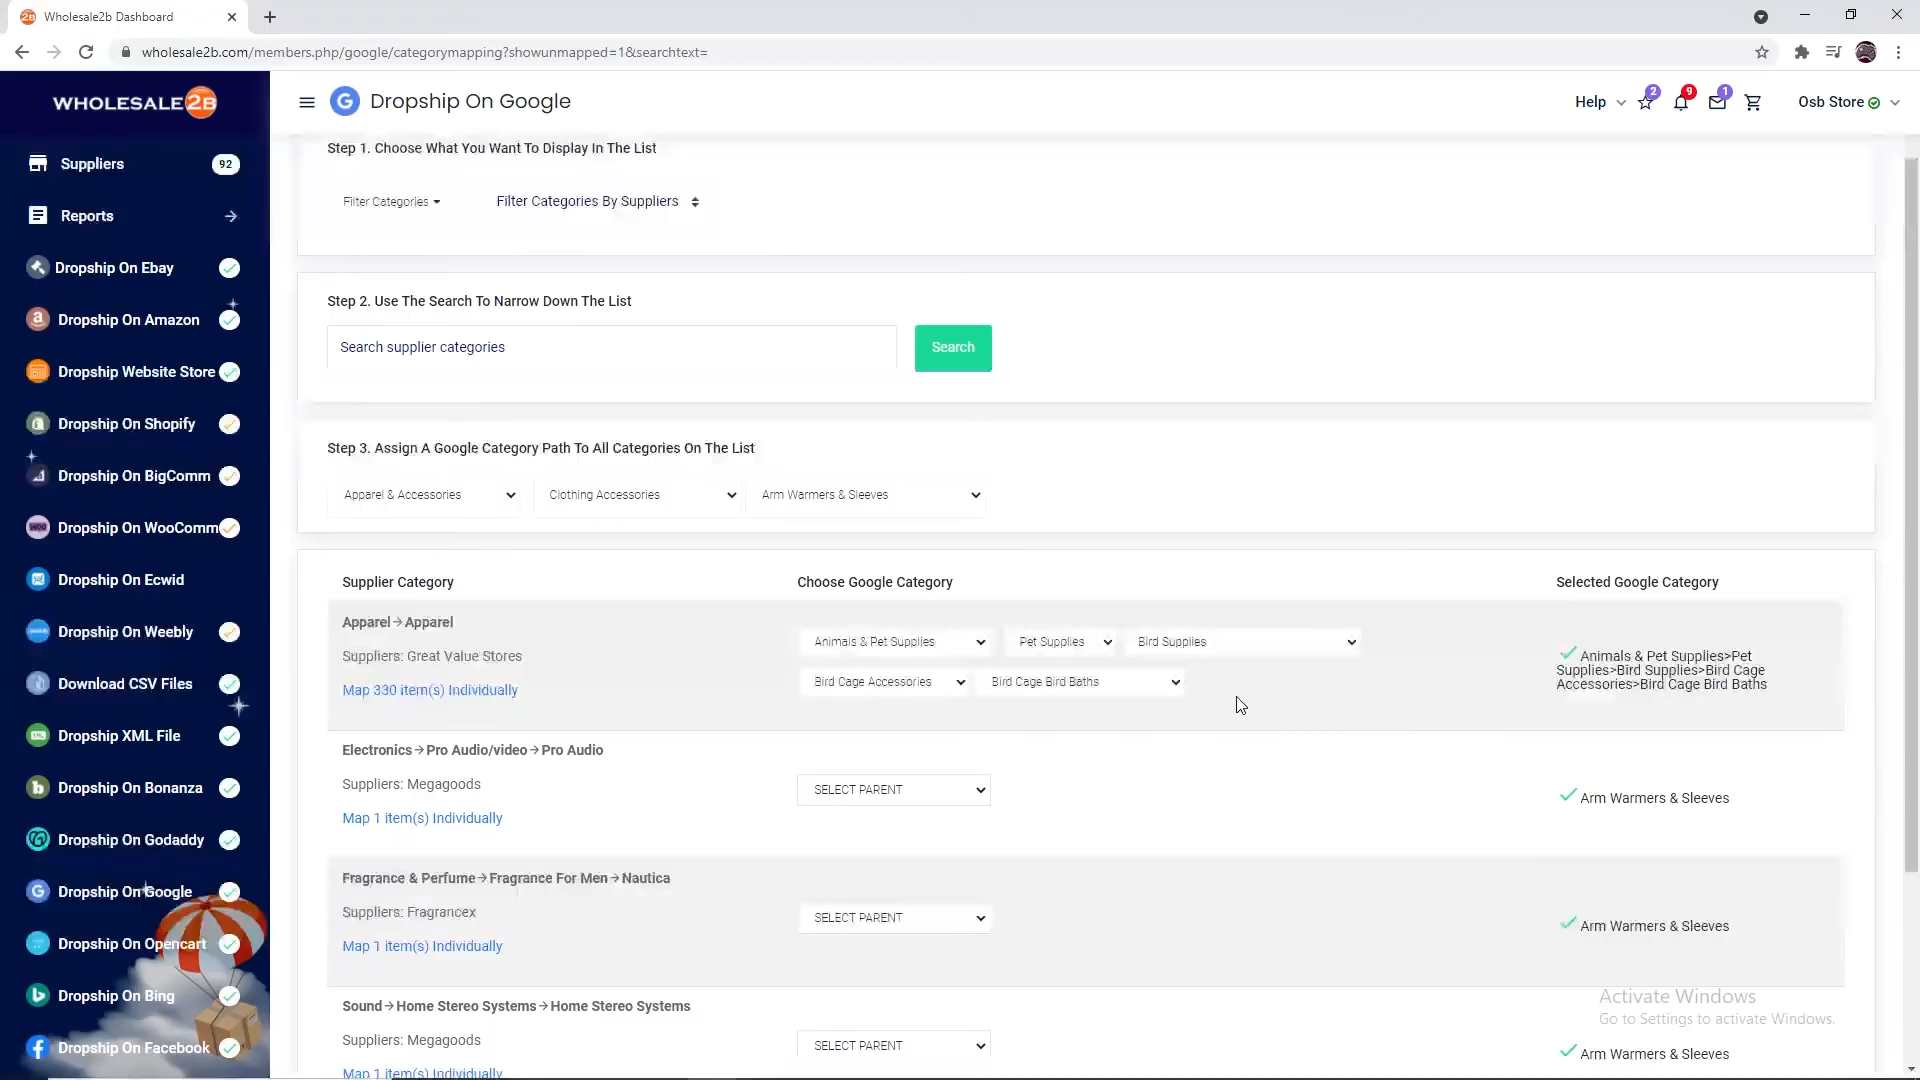 Wholesale2b Dashboard
wholesale2b.com/members.php/google/categorymapping?showunmapped=1&searchtext=
WHOLESALE2B
Dropship On Google
Help
2
9
1
Osb Store
Suppliers 92
Reports
Dropship On Ebay
Dropship On Amazon
Dropship Website Store
Dropship On Shopify
Dropship On BigComm
Dropship On WooComm
Dropship On Ecwid
Dropship On Weebly
Download CSV Files
Dropship XML File
Dropship On Bonanza
Dropship On Godaddy
Dropship On Google
Dropship On Opencart
Dropship On Bing
Dropship On Facebook
Step 1. Choose What You Want To Display In The List
Filter Categories
Filter Categories By Suppliers
Step 2. Use The Search To Narrow Down The List
Search supplier categories
Search
Step 3. Assign A Google Category Path To All Categories On The List
Apparel & Accessories
Clothing Accessories
Arm Warmers & Sleeves
Supplier Category
Choose Google Category
Selected Google Category
Apparel→Apparel
Suppliers: Great Value Stores
Map 330 item(s) Individually
Animals & Pet Supplies
Pet Supplies
Bird Supplies
Bird Cage Accessories
Bird Cage Bird Baths
Animals & Pet Supplies>Pet
Supplies>Bird Supplies>Bird Cage
Accessories>Bird Cage Bird Baths
Electronics→Pro Audio/video→Pro Audio
Suppliers: Megagoods
Map 1 item(s) Individually
SELECT PARENT
Arm Warmers & Sleeves
Fragrance & Perfume→Fragrance For Men→Nautica
Suppliers: Fragrancex
Map 1 item(s) Individually
SELECT PARENT
Arm Warmers & Sleeves
Sound→Home Stereo Systems→Home Stereo Systems
Suppliers: Megagoods
Map 1 item(s) Individually
SELECT PARENT
Arm Warmers & Sleeves
Activate Windows
Go to Settings to activate Windows.